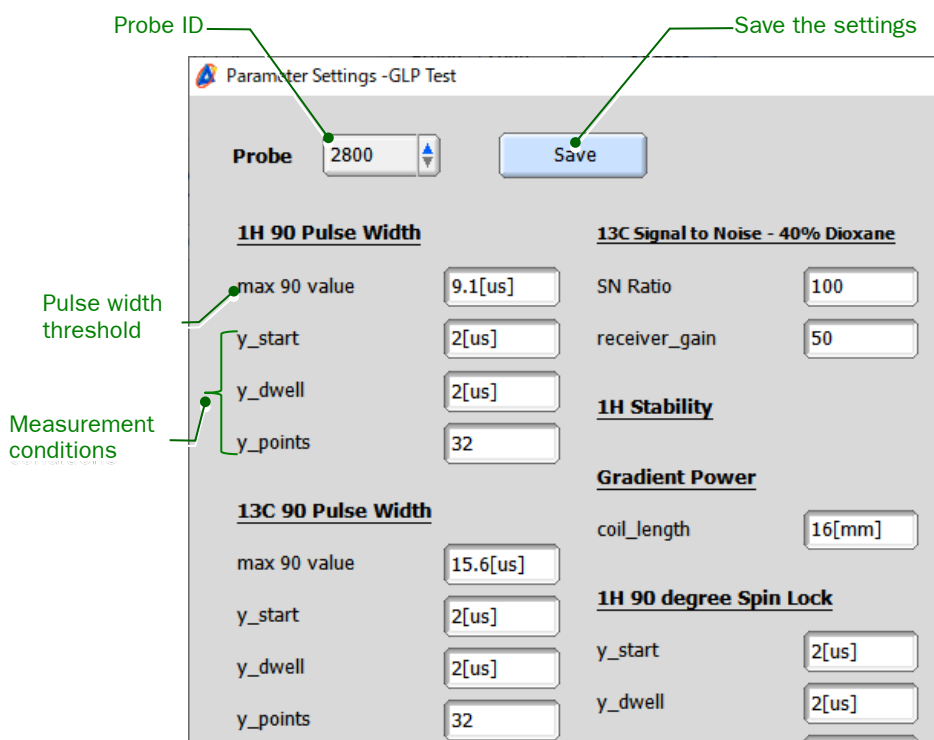 Probe ID
Save the settings
Parameter Settings -GLP Test
Probe 2800 Save
1H 90 Pulse Width
max 90 value 9.1[us]
y_start 2[us]
y_dwell 2[us]
y_points 32
13C 90 Pulse Width
max 90 value 15.6[us]
y_start 2[us]
y_dwell 2[us]
y_points 32
13C Signal to Noise - 40% Dioxane
SN Ratio 100
receiver_gain 50
1H Stability
Gradient Power
coil_length 16[mm]
1H 90 degree Spin Lock
y_start 2[us]
y_dwell 2[us]
Pulse width
threshold
Measurement
conditions